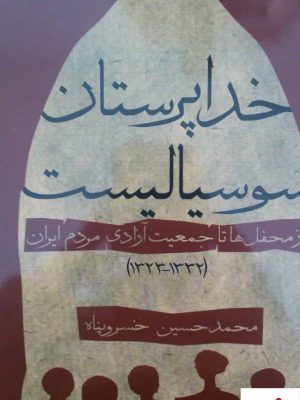 خداپرستان
سوسیالیست
از محفل‌ها تا جمعیت آزادی مردم ایران
(۱۳۲۳-۱۳۳۲)
محمدحسین خسروپناه